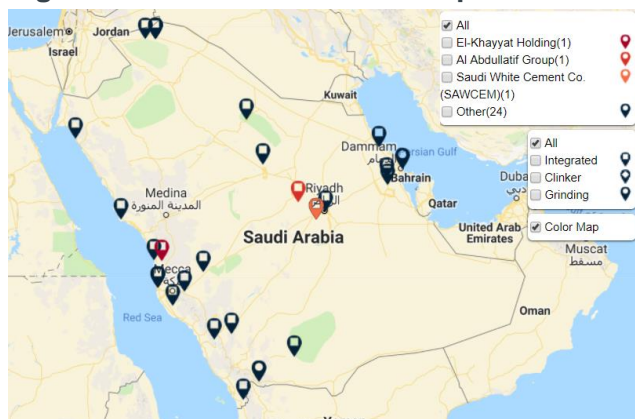 Jerusalem
Israel
Jordan
Kuwait
Dammam
الدمام
Persian Gulf
Bahrain
Qatar
Riyadh
Medina
المدينة المنورة
Saudi Arabia
Mecca
Red Sea
United Arab
Emirates
Muscat
مسقط
Oman
All
El-Khayyat Holding(1)
Al Abdullatif Group(1)
Saudi White Cement Co.
(SAWCEM)(1)
Other(24)
All
Integrated
Clinker
Grinding
Color Map